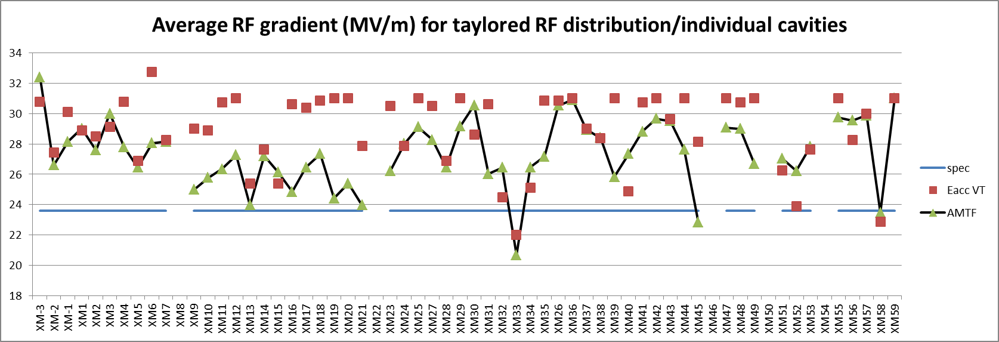 Average RF gradient (MV/m) for taylored RF distribution/individual cavities
34
32
30
28
26
24
22
20
18
spec
Eacc VT
AMTF
XM-3
XM-2
XM-1
XM1
XM2
XM3
XM4
XM5
XM6
XM7
XM8
XM9
XM10
XM11
XM12
XM13
XM14
XM15
XM16
XM17
XM18
XM19
XM20
XM21
XM22
XM23
XM24
XM25
XM27
XM28
XM29
XM30
XM31
XM32
XM33
XM34
XM35
XM26
XM36
XM37
XM38
XM39
XM40
XM41
XM42
XM43
XM44
XM45
XM46
XM47
XM48
XM49
XM50
XM51
XM52
XM53
XM54
XM55
XM56
XM57
XM58
XM59